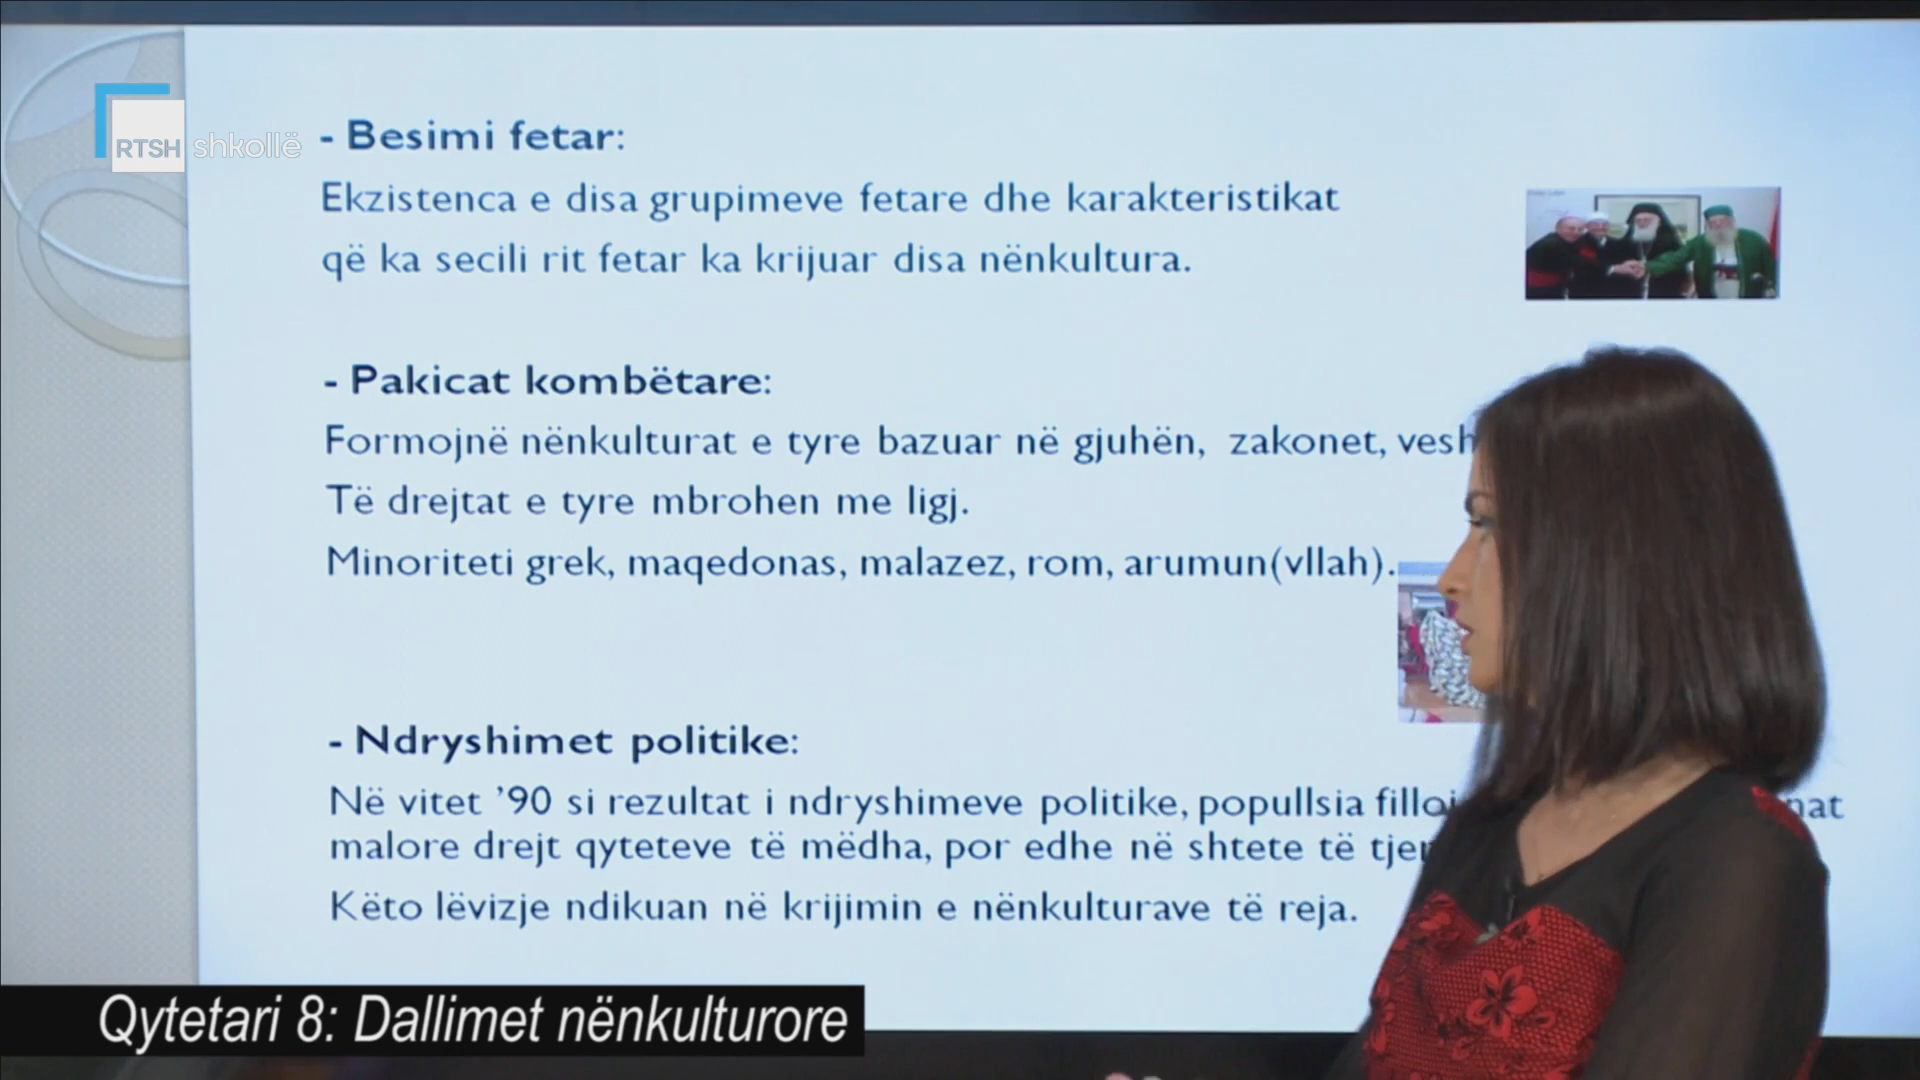 RTSH shkollë
- Besimi fetar:
Ekzistenca e disa grupimeve fetare dhe karakteristikat
që ka secili rit fetar ka krijuar disa nënkultura.
- Pakicat kombëtare:
Formojnë nënkulturat e tyre bazuar në gjuhën, zakonet,
Të drejtat e tyre mbrohen me ligj.
Minoriteti grek, maqedonas, malazez, rom, arumun(vllah).
- Ndryshimet politike:
Në vitet ’90 si rezultat i ndryshimeve politike, popullsia
malore drejt qyteteve të mëdha, por edhe në shtete të
Këto lëvizje ndikuan në krijimin e nënkulturave të reja.
Qytetari 8: Dallimet nënkulturore